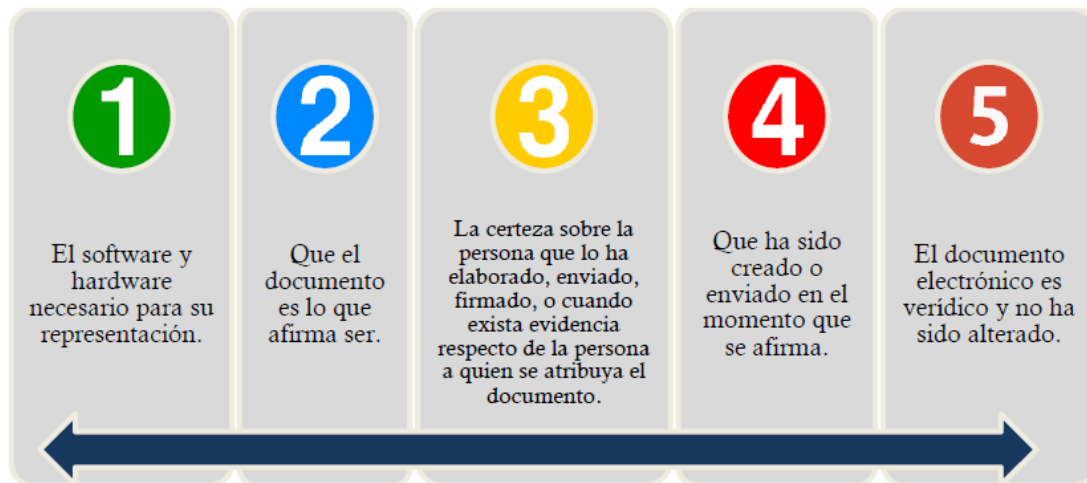 1
El software y
hardware
necesario para su
representación.
2
Que el
documento
es lo que
afirma ser.
3
La certeza sobre la
persona que lo ha
elaborado, enviado,
firmado, o cuando
exista evidencia
respecto de la persona
a quien se atribuya el
documento.
4
Que ha sido
creado o
enviado en el
momento que
se afirma.
5
El documento
electrónico es
verídico y no ha
sido alterado.